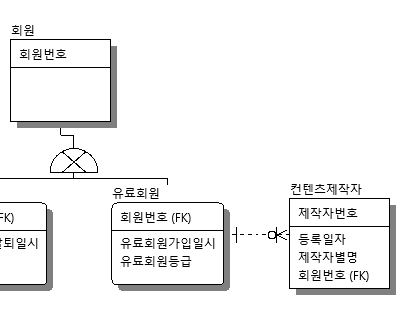 회원
회원번호
유료회원
회원번호 (FK)
유료회원가입일시
유료회원등급
컨텐츠제작자
제작자번호
등록일자
제작자별명
회원번호 (FK)
FK)
퇴일시